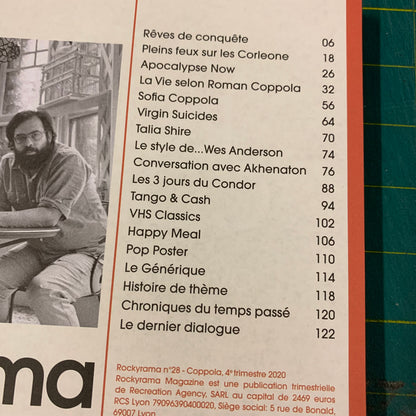 Rêves de conquête 06
Pleins feux sur les Corleone 18
Apocalypse Now 26
La Vie selon Roman Coppola 32
Sofia Coppola 56
Virgin Suicides 64
Talia Shire 70
Le style de...Wes Anderson 74
Conversation avec Akhenaton 76
Les 3 jours du Condor 88
Tango & Cash 94
VHS Classics 102
Happy Meal 106
Pop Poster 110
Le Générique 114
Histoire de thème 118
Chroniques du temps passé 120
Le dernier dialogue 122
ma
Rockyrama n°28 - Coppola, 4e trimestre 2020
Rockyrama Magazine est une publication trimestrielle
de Recreation Agency, SARL au capital de 2469 euros
RCS Lyon 79096390400020, Siège social: 5 rue de Bonald,
69007 Lyon